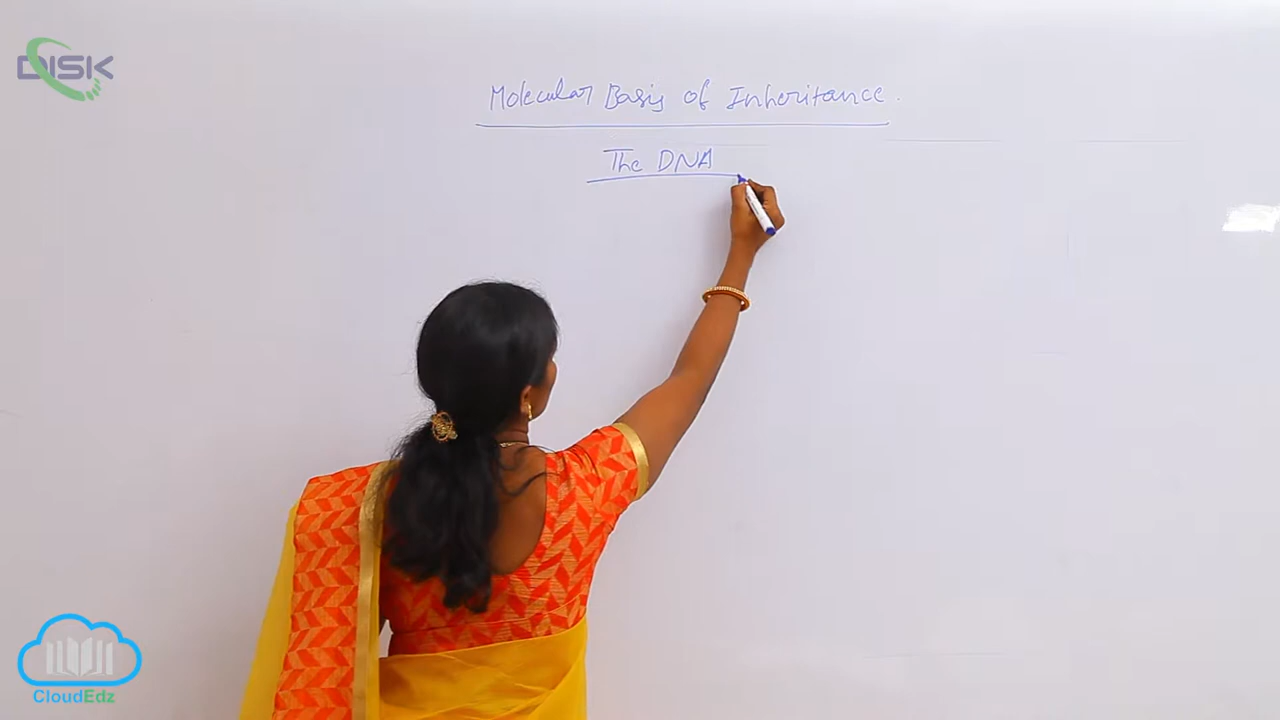 DISK
Molecular Basis of Inheritance.
The DNA
CloudEdz